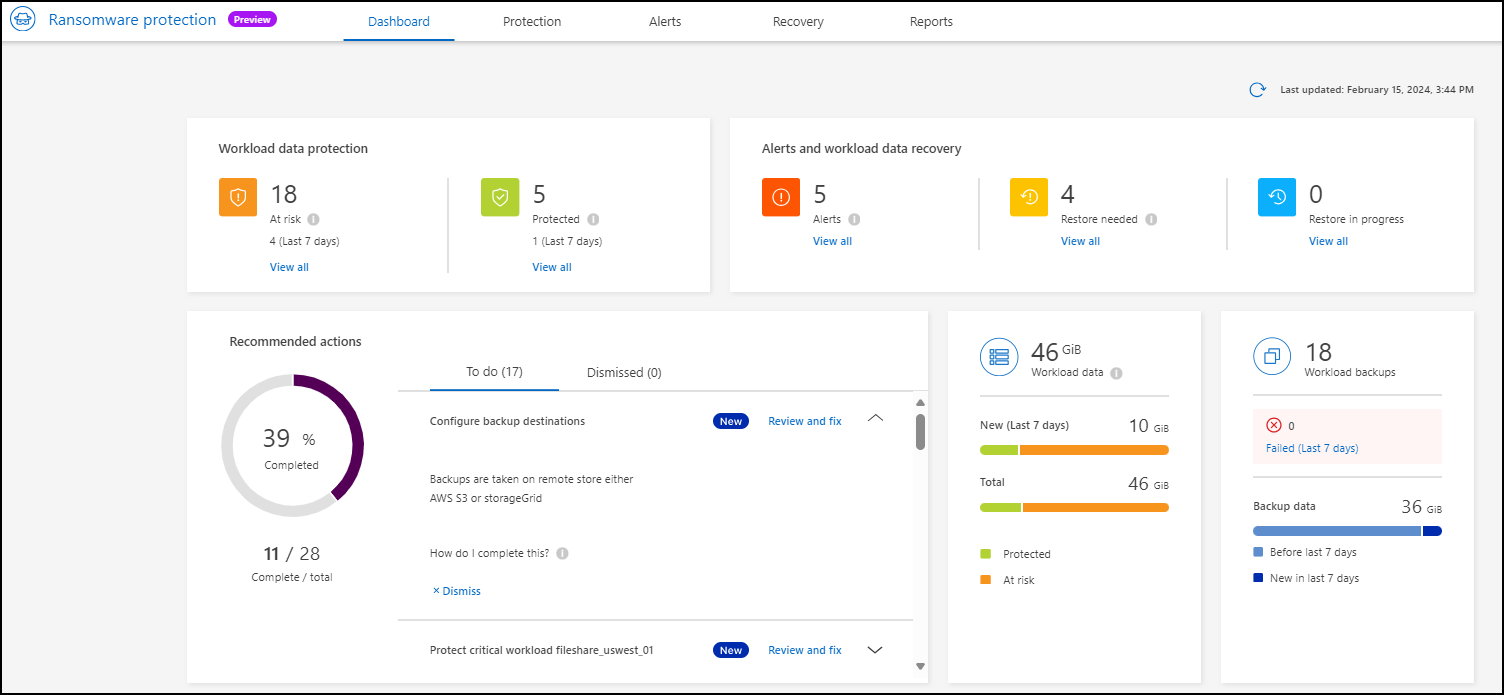 Ransomware protection Preview
Dashboard Protection Alerts Recovery Reports
Last updated: February 15, 2024, 3:44 PM
Workload data protection
18
At risk
4 (Last 7 days)
View all
5
Protected
1 (Last 7 days)
View all
Alerts and workload data recovery
5
Alerts
View all
4
Restore needed
View all
0
Restore in progress
View all
Recommended actions
39 %
Completed
11 / 28
Complete / total
To do (17) Dismissed (0)
Configure backup destinations New Review and fix
Backups are taken on remote store either
AWS S3 or storageGrid
How do I complete this?
× Dismiss
Protect critical workload fileshare_uswest_01 New Review and fix
46 GiB
Workload data
New (Last 7 days) 10 GiB
Total 46 GiB
Protected
At risk
18
Workload backups
0
Failed (Last 7 days)
Backup data 36 GiB
Before last 7 days
New in last 7 days